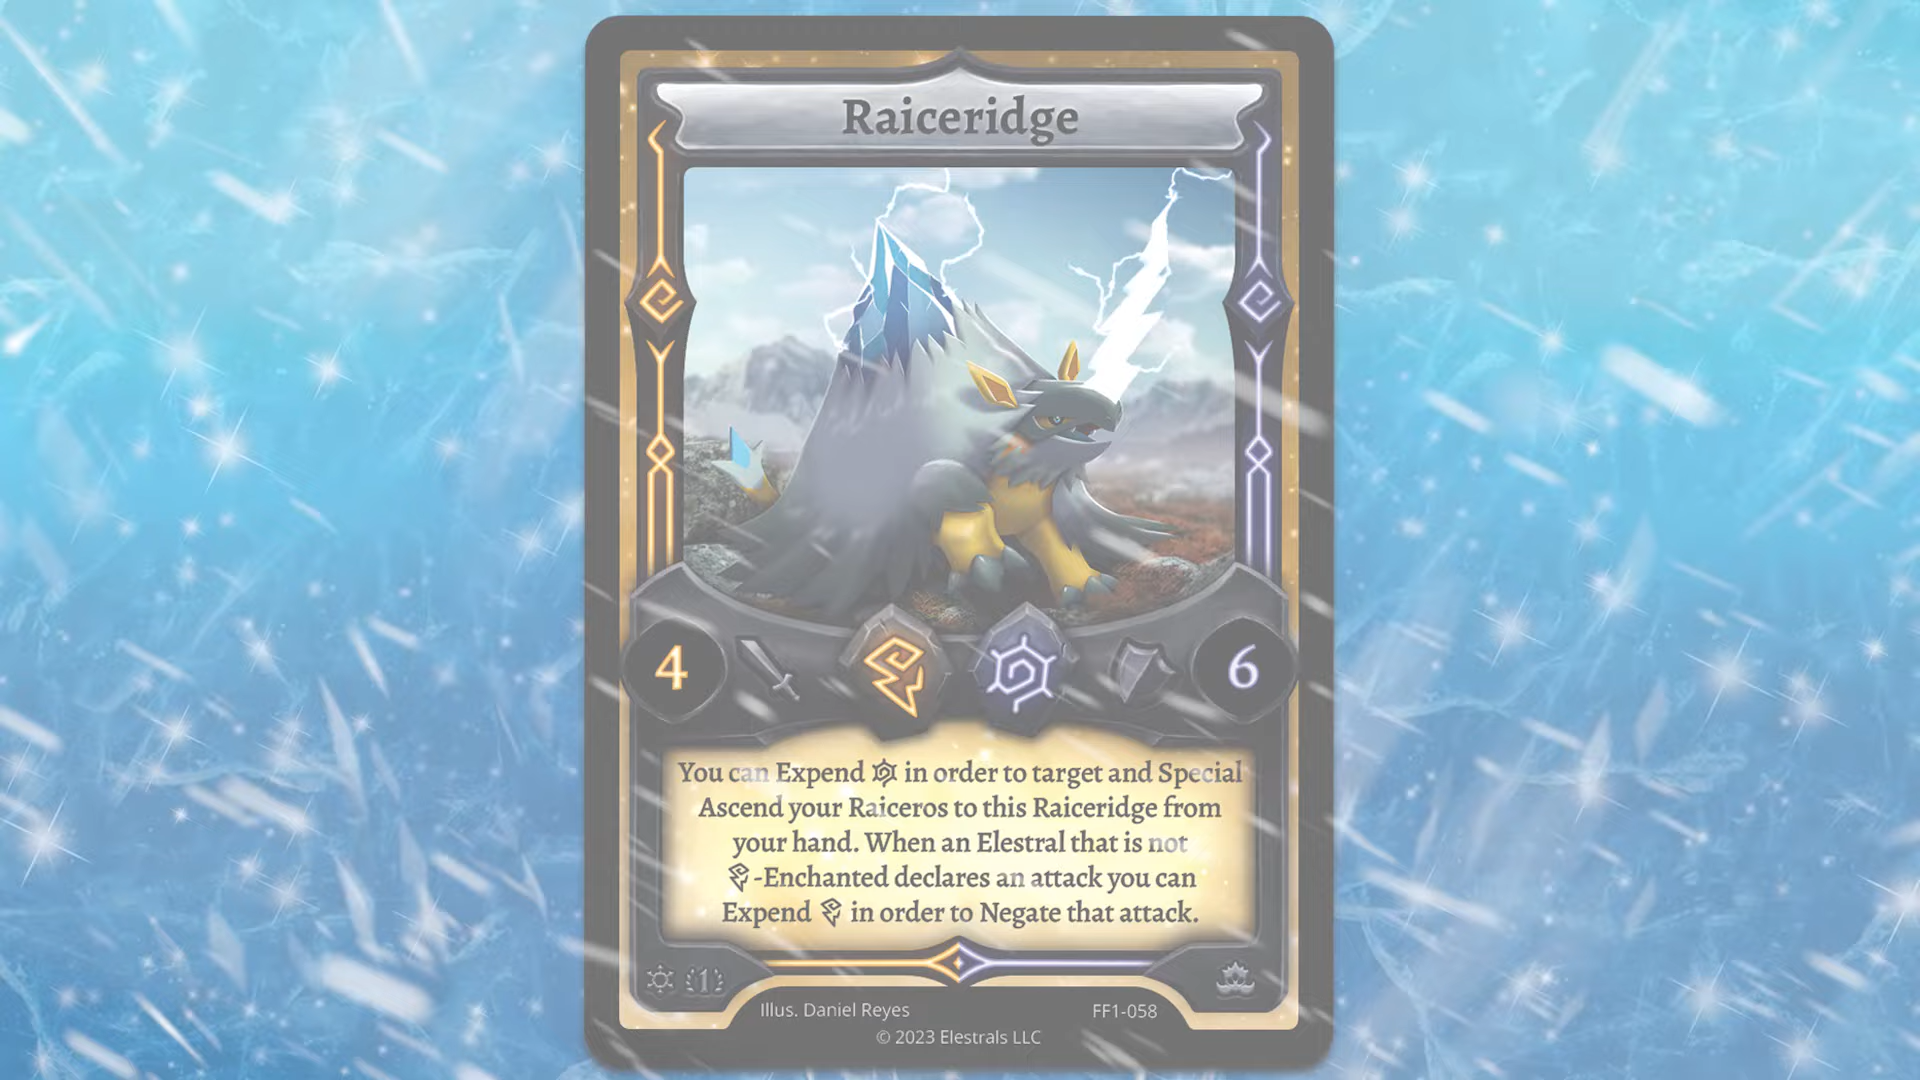 Raiceridge
4
6
You can Expend in order to target and Special
Ascend your Raiceros to this Raiceridge from
your hand. When an Elestral that is not
-Enchanted declares an attack you can
Expend in order to Negate that attack.
1
Illus. Daniel Reyes
FF1-058
© 2023 Elestrals LLC